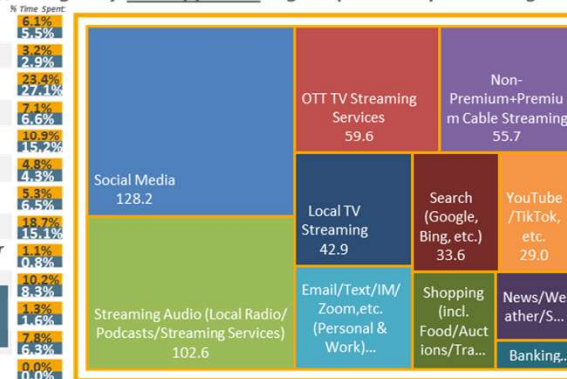 % Time Spent:
6.1%
5.5%
3.2%
2.9%
23.4%
27.1%
7.1%
6.6%
10.9%
15.2%
4.8%
4.3%
5.3%
6.5%
18.7%
15.1%
1.1%
0.8%
10.2%
8.3%
1.3%
1.6%
7.8%
6.3%
0.0%
0.0%
Social Media
128.2
Streaming Audio (Local Radio/
Podcasts/Streaming Services)
102.6
OTT TV Streaming
Services
59.6
Non-
Premium+Premiu
m Cable Streaming
55.7
Local TV
Streaming
42.9
Search
(Google,
Bing, etc.)
33.6
YouTube
/TikTok,
etc.
29.0
Email/Text/IM/
Zoom,etc.
(Personal &
Work)...
Shopping
(incl.
Food/Auct
ions/Tra...
News/We
ather/S...
Banking...